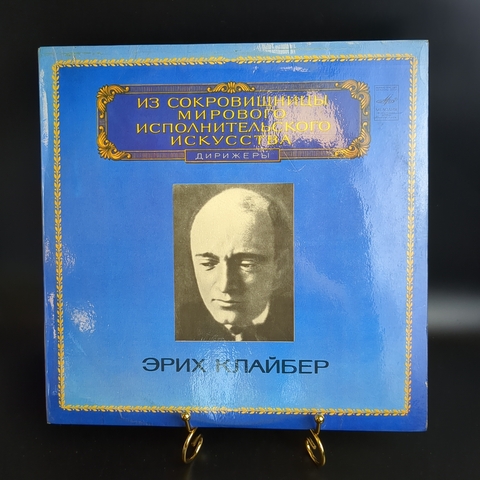 ИЗ СОКРОВИЩНИЦЫ
МИРОВОГО
ИСПОЛНИТЕЛЬСКОГО
ИСКУССТВА
ДИРИЖЕРЫ
ЭРИХ КЛАЙБЕР